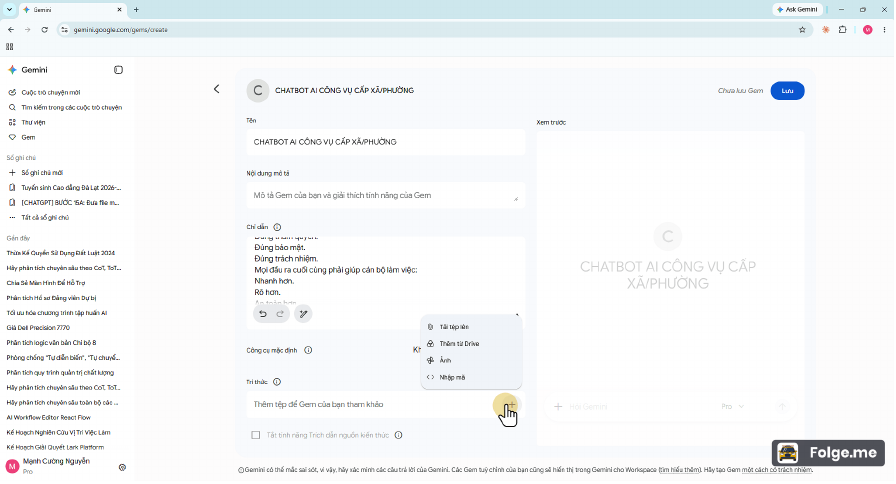 Gemini
Ask Gemini
gemini.google.com/gems/create
Gemini
Cuộc trò chuyện mới
Tìm kiếm trong các cuộc trò chuyện
Thư viện
Gem
Sổ ghi chú
Sổ ghi chú mới
Tuyển sinh Cao đẳng Đà Lạt 2026-...
[CHATGPT] BƯỚC 15A: Đưa file m...
Tất cả sổ ghi chú
Gần đây
Thừa Kế Quyền Sử Dụng Đất Luật 2024
Hãy phân tích chuyên sâu theo CoT, ToT...
Chia Sẻ Màn Hình Để Hỗ Trợ
Phân tích Hồ sơ Đảng viên Dự bị
Tối ưu hóa chương trình tập huấn AI
Giá Dell Precision 7770
Phân tích logic văn bản Chi bộ 8
Phòng chống "Tự diễn biến", "Tự chuyể...
Phân tích quy trình quản trị chất lượng
Hãy phân tích chuyên sâu theo CoT, ToT...
Hãy phân tích chuyên sâu toàn bộ các ...
AI Workflow Editor React Flow
Kế Hoạch Nghiên Cứu Vị Trí Việc Làm
Kế Hoạch Giải Quyết Lark Platform
Mạnh Cường Nguyễn
Pro
C
CHATBOT AI CÔNG VỤ CẤP XÃ/PHƯỜNG
Chưa lưu Gem
Lưu
Tên
CHATBOT AI CÔNG VỤ CẤP XÃ/PHƯỜNG
Nội dung mô tả
Mô tả Gem của bạn và giải thích tính năng của Gem
Chỉ dẫn
Đúng thẩm quyền.
Đúng bảo mật.
Đúng trách nhiệm.
Mọi đầu ra cuối cùng phải giúp cán bộ làm việc:
Nhanh hơn.
Rõ hơn.
An toàn hơn.
Công cụ mặc định
Tải tệp lên
Thêm từ Drive
Ảnh
Nhập mã
Tri thức
Thêm tệp để Gem của bạn tham khảo
Tắt tính năng Trích dẫn nguồn kiến thức
Xem trước
C
CHATBOT AI CÔNG VỤ CẤP
XÃ/PHƯỜNG
Hỏi Gemini
Pro
Gemini có thể mắc sai sót, vì vậy, hãy xác minh các câu trả lời của Gemini. Các Gem tuỳ chỉnh của bạn cũng sẽ hiển thị trong Gemini cho Workspace (tìm hiểu thêm). Hãy tạo Gem một cách có trách nhiệm.
Folge.me